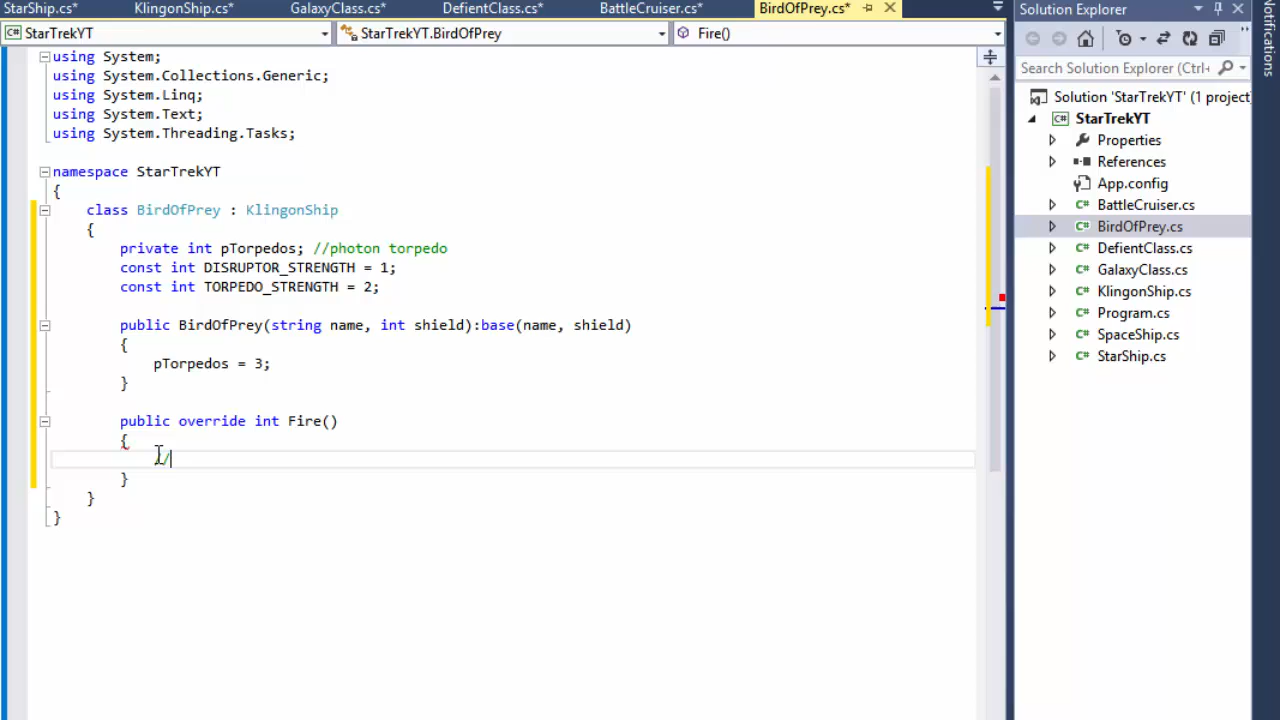 StarShip.cs* KlingonShip.cs* GalaxyClass.cs* DefientClass.cs* BattleCruiser.cs* BirdOfPrey.cs*
StarTrekYT StarTrekYT.BirdOfPrey Fire()
using System;
using System.Collections.Generic;
using System.Linq;
using System.Text;
using System.Threading.Tasks;
namespace StarTrekYT
{
class BirdOfPrey : KlingonShip
{
private int pTorpedos; //photon torpedo
const int DISRUPTOR_STRENGTH = 1;
const int TORPEDO_STRENGTH = 2;
public BirdOfPrey(string name, int shield):base(name, shield)
{
pTorpedos = 3;
}
public override int Fire()
{
//
}
}
}
Solution Explorer
Search Solution Explorer (Ctrl+
Solution 'StarTrekYT' (1 project
StarTrekYT
Properties
References
App.config
BattleCruiser.cs
BirdOfPrey.cs
DefientClass.cs
GalaxyClass.cs
KlingonShip.cs
Program.cs
SpaceShip.cs
StarShip.cs
Notifications